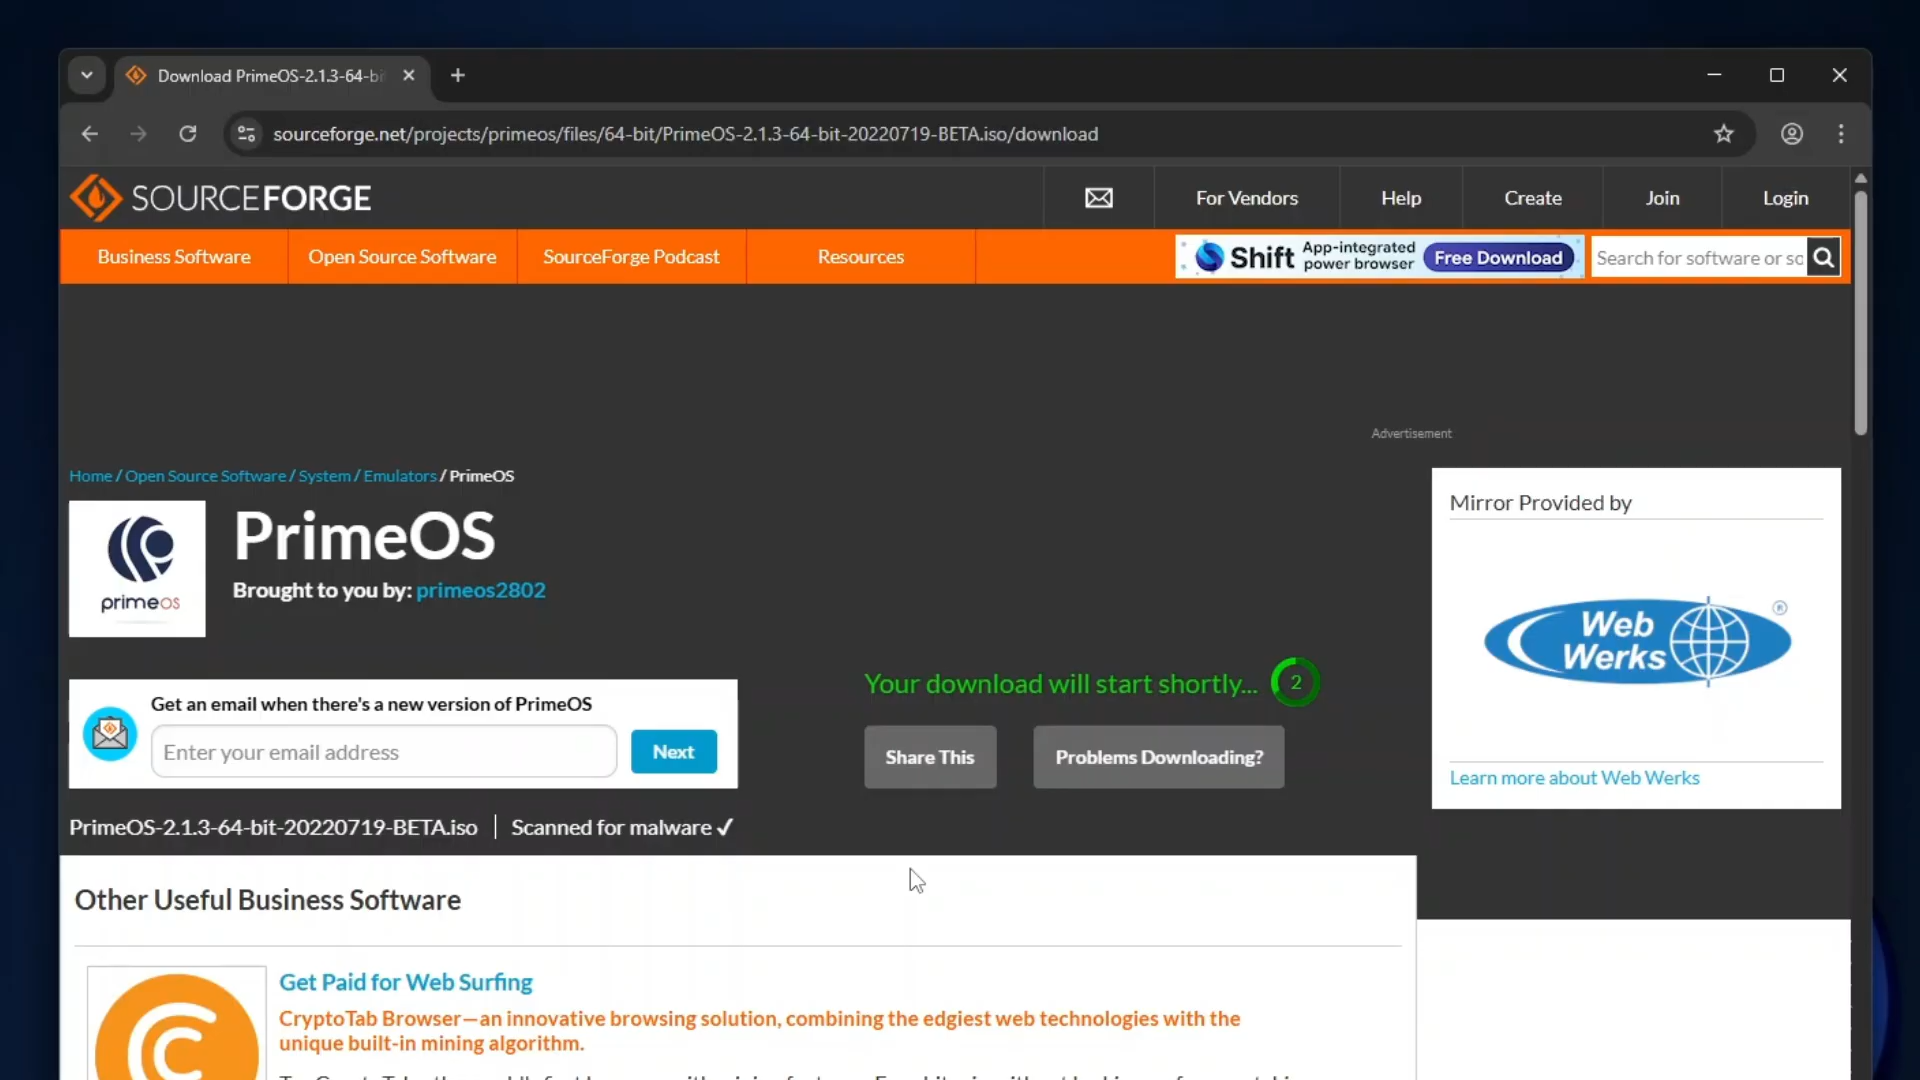 Download PrimeOS-2.1.3-64-bi
sourceforge.net/projects/primeos/files/64-bit/PrimeOS-2.1.3-64-bit-20220719-BETA.iso/download
SOURCEFORGE
For Vendors
Help
Create
Join
Login
Business Software
Open Source Software
SourceForge Podcast
Resources
Shift
App-integrated
power browser
Free Download
Search for software or so
Advertisement
Home / Open Source Software / System / Emulators / PrimeOS
primeos
PrimeOS
Brought to you by: primeos2802
Mirror Provided by
Web
Werks
®
Learn more about Web Werks
Get an email when there's a new version of PrimeOS
Enter your email address
Next
Your download will start shortly... 2
Share This
Problems Downloading?
PrimeOS-2.1.3-64-bit-20220719-BETA.iso
Scanned for malware ✓
Other Useful Business Software
Get Paid for Web Surfing
CryptoTab Browser—an innovative browsing solution, combining the edgiest web technologies with the
unique built-in mining algorithm.